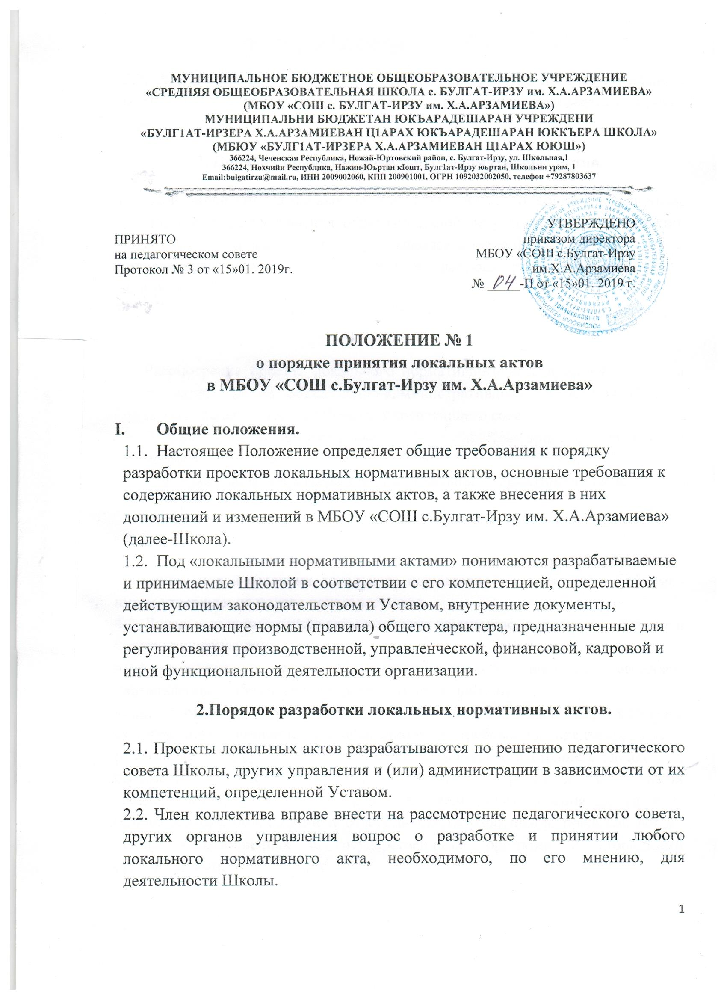 МУНИЦИПАЛЬНОЕ БЮДЖЕТНОЕ ОБЩЕОБРАЗОВАТЕЛЬНОЕ УЧРЕЖДЕНИЕ
«СРЕДНЯЯ ОБЩЕОБРАЗОВАТЕЛЬНАЯ ШКОЛА с. БУЛГАТ-ИРЗУ им. Х.А.АРЗАМИЕВА»
(МБОУ «СОШ с. БУЛГАТ-ИРЗУ им. Х.А.АРЗАМИЕВА»)
МУНИЦИПАЛЬНИ БЮДЖЕТАН ЮКЪАРАДЕШАРАН УЧРЕЖДЕНИ
«БУЛГ1АТ-ИРЗЕРА Х.А.АРЗАМИЕВАН Ц1АРАХ ЮКЪАРАДЕШАРАН ЮККЪЕРА ШКОЛА»
(МБЮУ «БУЛГ1АТ-ИРЗЕРА Х.А.АРЗАМИЕВАН Ц1АРАХ ЮЮШ»)
366224, Чеченская Республика, Ножай-Юртовский район, с. Булгат-Ирзу, ул. Школьная,1
366224, Нохчийн Республика, Нажин-Юьртан кIошт, Булг1ат-Ирзу юьртан, Школьни урам, 1
Email:bulgatirzu@mail.ru, ИНН 2009002060, КПП 200901001, ОГРН 1092032002050, телефон +79287803637
ПРИНЯТО
на педагогическом совете
Протокол № 3 от «15»01. 2019г.
УТВЕРЖДЕНО
приказом директора
МБОУ «СОШ с.Булгат-Ирзу
им.Х.А.Арзамиева
№ 04-П от «15»01. 2019 г.
ПОЛОЖЕНИЕ № 1
о порядке принятия локальных актов
в МБОУ «СОШ с.Булгат-Ирзу им. Х.А.Арзамиева»
I. Общие положения.
1.1. Настоящее Положение определяет общие требования к порядку
разработки проектов локальных нормативных актов, основные требования к
содержанию локальных нормативных актов, а также внесения в них
дополнений и изменений в МБОУ «СОШ с.Булгат-Ирзу им. Х.А.Арзамиева»
(далее-Школа).
1.2. Под «локальными нормативными актами» понимаются разрабатываемые
и принимаемые Школой в соответствии с его компетенцией, определенной
действующим законодательством и Уставом, внутренние документы,
устанавливающие нормы (правила) общего характера, предназначенные для
регулирования производственной, управленческой, финансовой, кадровой и
иной функциональной деятельности организации.
2.Порядок разработки локальных нормативных актов.
2.1. Проекты локальных актов разрабатываются по решению педагогического
совета Школы, других управления и (или) администрации в зависимости от их
компетенций, определенной Уставом.
2.2. Член коллектива вправе внести на рассмотрение педагогического совета,
других органов управления вопрос о разработке и принятии любого
локального нормативного акта, необходимого, по его мнению, для
деятельности Школы.
1